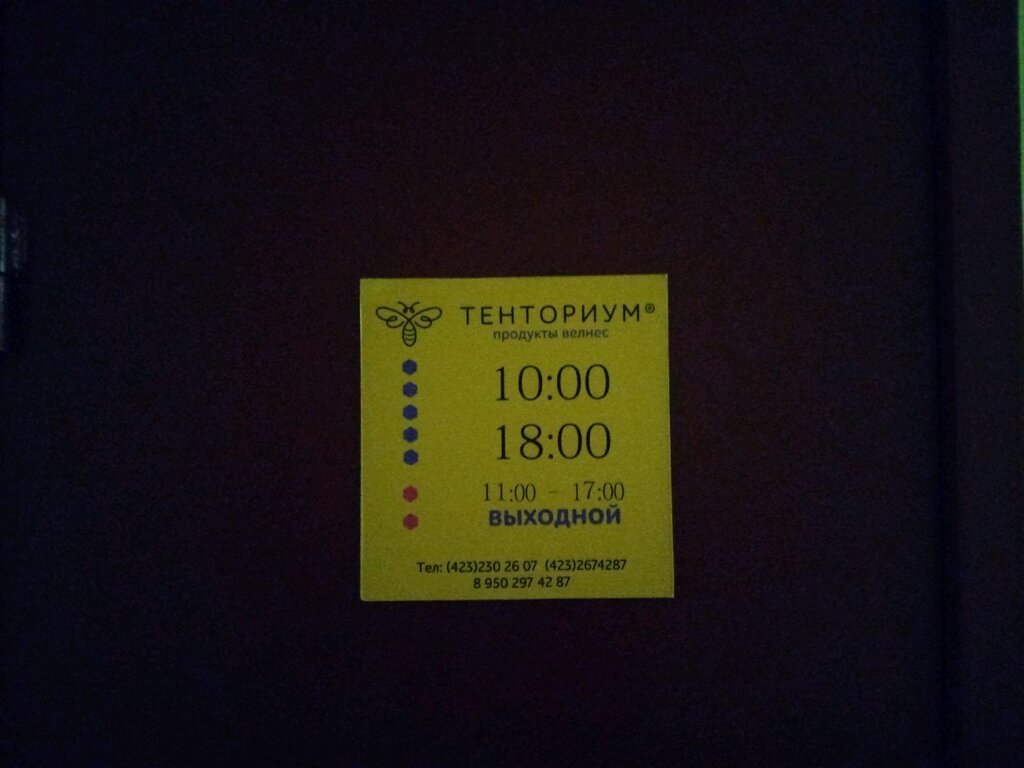 ТЕНТОРИУМ®
продукты велнес
10:00
18:00
11:00 - 17:00
ВЫХОДНОЙ
Тел: (423)230 26 07 (423)2674287
8 950 297 42 87